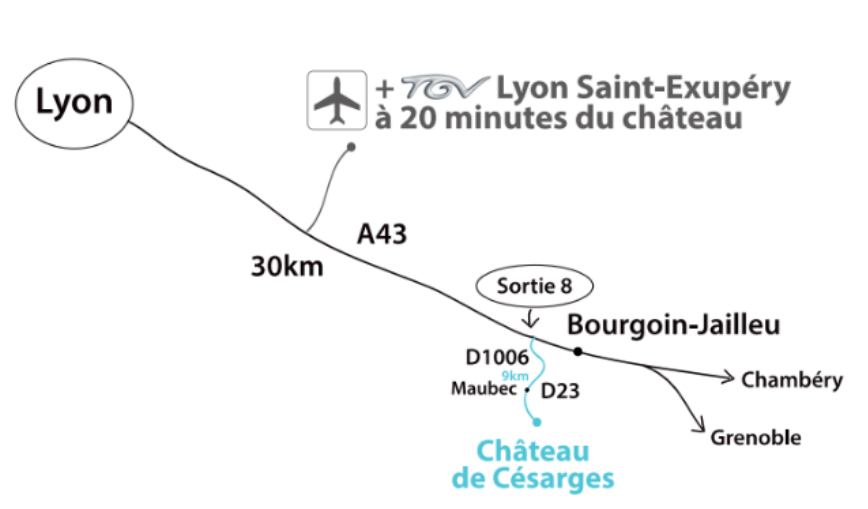 Lyon
+ TGV Lyon Saint-Exupéry
à 20 minutes du château
A43
30km
Sortie 8
Bourgoin-Jailleu
D1006
9km
Maubec
D23
Chambéry
Grenoble
Château
de Césarges